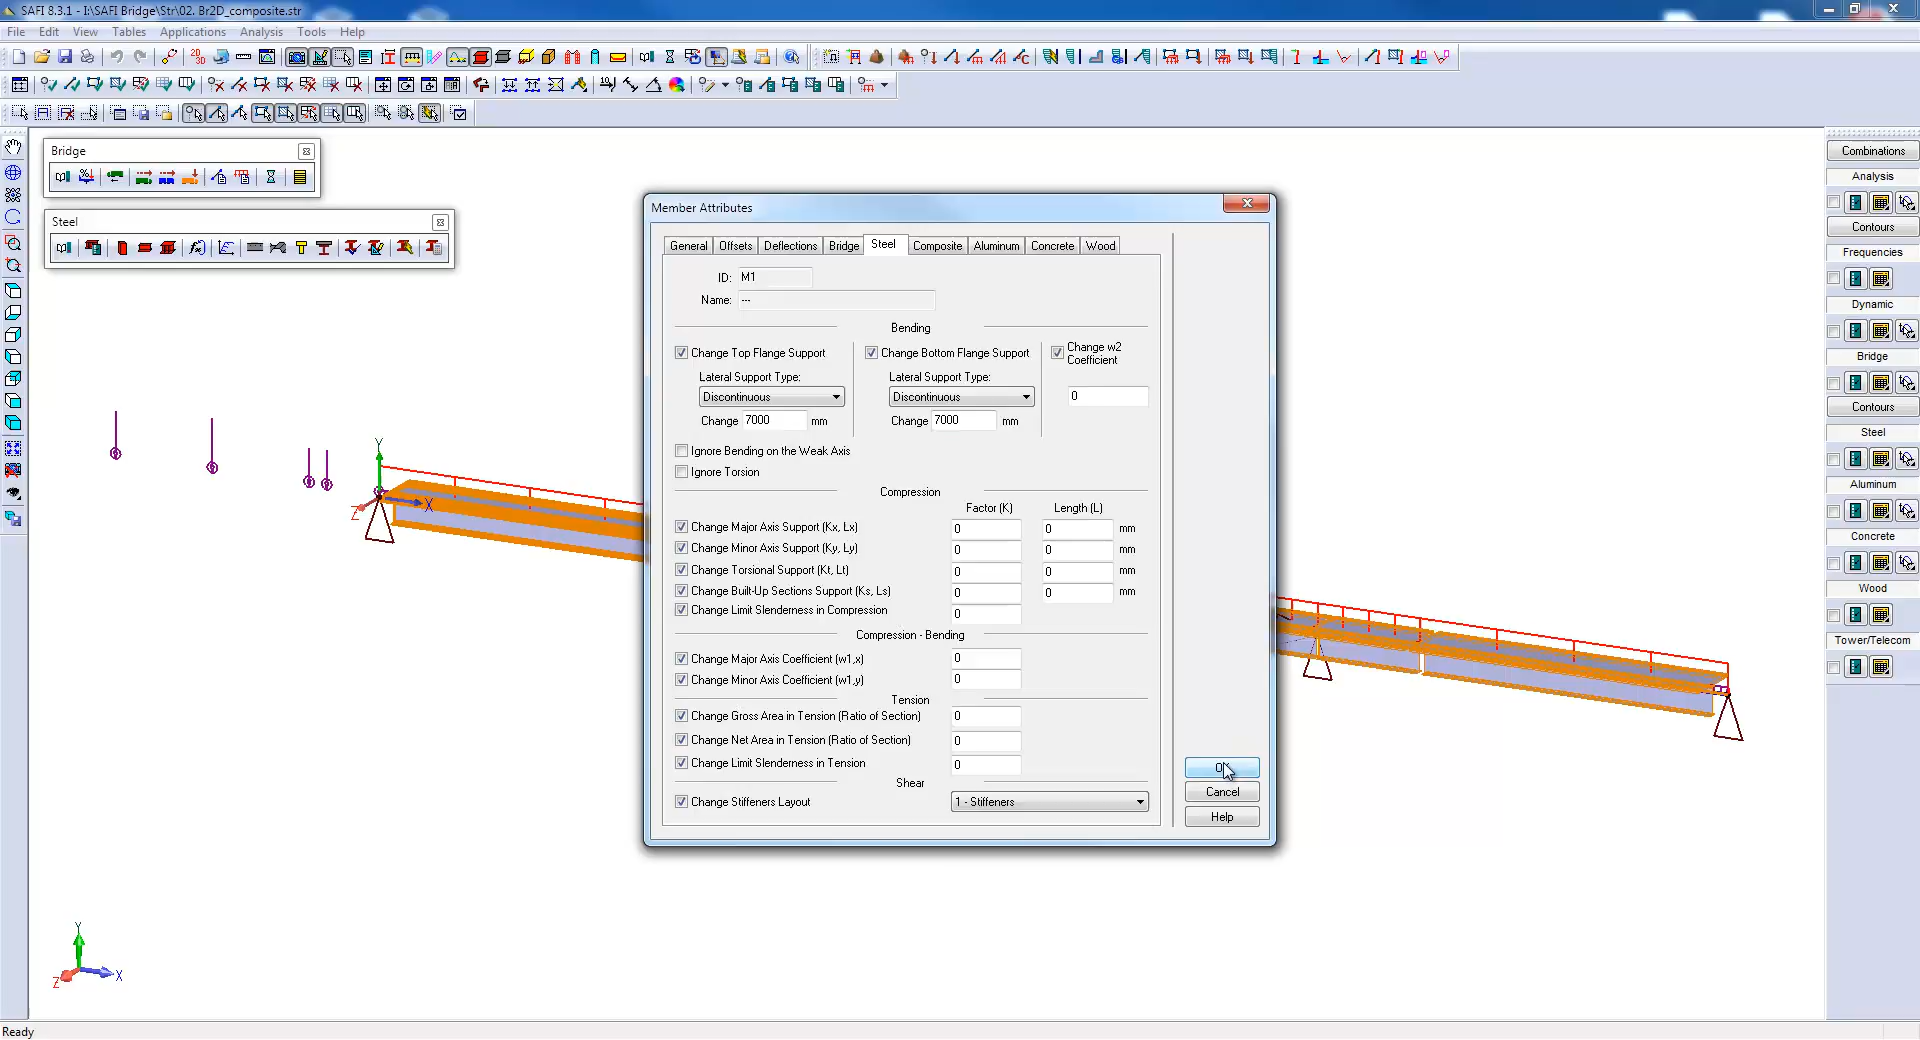 SAFI 8.3.1 - I:\SAFI Bridge\Str\02. Br2D_composite.str
File Edit View Tables Applications Analysis Tools Help
Bridge
Steel
Member Attributes
General Offsets Deflections Bridge Steel Composite Aluminum Concrete Wood
ID: M1
Name: ---
Bending
Change Top Flange Support
Lateral Support Type:
Discontinuous
Change 7000 mm
Change Bottom Flange Support
Lateral Support Type:
Discontinuous
Change 7000 mm
Change w2
Coefficient
0
Ignore Bending on the Weak Axis
Ignore Torsion
Compression
Factor (K) Length (L)
Change Major Axis Support (Kx, Lx) 0 0 mm
Change Minor Axis Support (Ky, Ly) 0 0 mm
Change Torsional Support (Kt, Lt) 0 0 mm
Change Built-Up Sections Support (Ks, Ls) 0 0 mm
Change Limit Slenderness in Compression 0
Compression - Bending
Change Major Axis Coefficient (w1,x) 0
Change Minor Axis Coefficient (w1,y) 0
Tension
Change Gross Area in Tension (Ratio of Section) 0
Change Net Area in Tension (Ratio of Section) 0
Change Limit Slenderness in Tension 0
Shear
Change Stiffeners Layout 1 - Stiffeners
Cancel
Help
Combinations
Analysis
Contours
Frequencies
Dynamic
Bridge
Contours
Steel
Aluminum
Concrete
Wood
Tower/Telecom
Y
X
Z
Y
X
Z
Ready